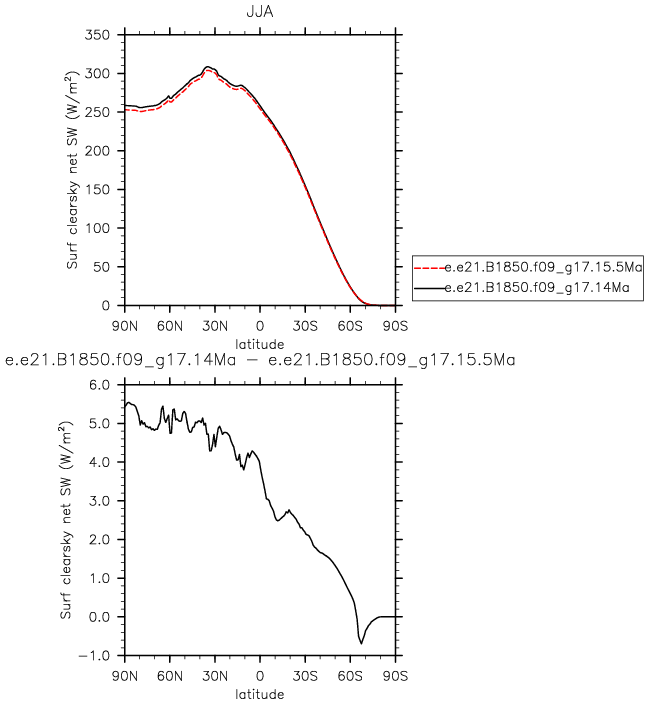 JJA
Surf clearsky net SW (W/m²)
350
300
250
200
150
100
50
0
90N 60N 30N 0 30S 60S 90S
latitude
e.e21.B1850.f09_g17.15.5Ma
e.e21.B1850.f09_g17.14Ma
e.e21.B1850.f09_g17.14Ma − e.e21.B1850.f09_g17.15.5Ma
Surf clearsky net SW (W/m²)
6.0
5.0
4.0
3.0
2.0
1.0
0.0
−1.0
90N 60N 30N 0 30S 60S 90S
latitude